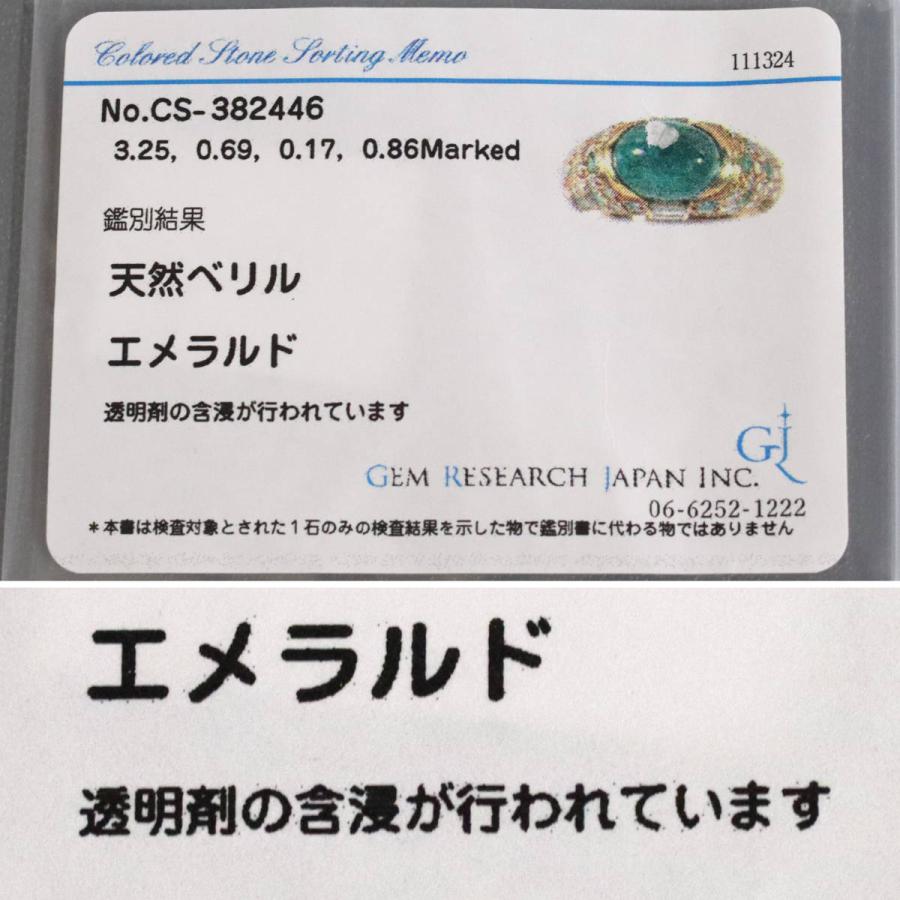 Colored Stone Sorting Memo
111324
No.CS-382446
3.25, 0.69, 0.17, 0.86Marked
鑑別結果
天然ベリル
エメラルド
透明剤の含浸が行われています
GJ
GEM RESEARCH JAPAN INC.
06-6252-1222
*本書は検査対象とされた1石のみの検査結果を示した物で鑑別書に代わる物ではありません
エメラルド
透明剤の含浸が行われています